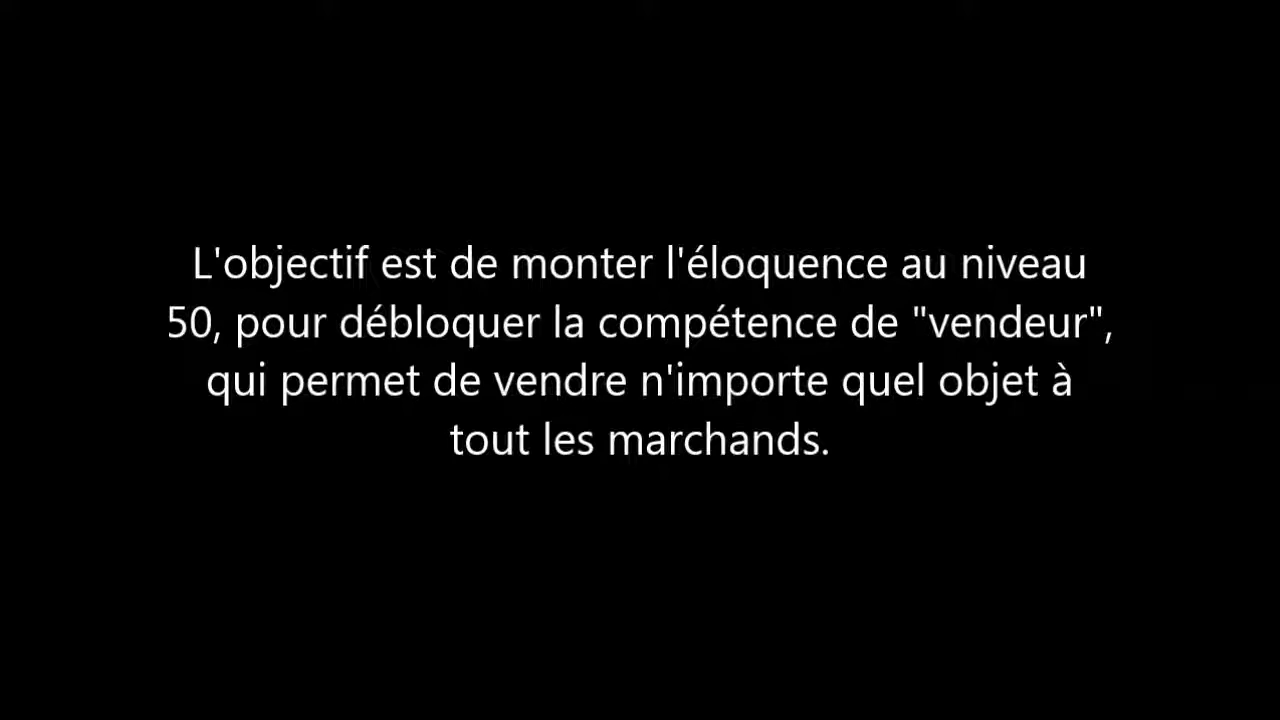 L'objectif est de monter l'éloquence au niveau
50, pour débloquer la compétence de "vendeur",
qui permet de vendre n'importe quel objet à
tout les marchands.